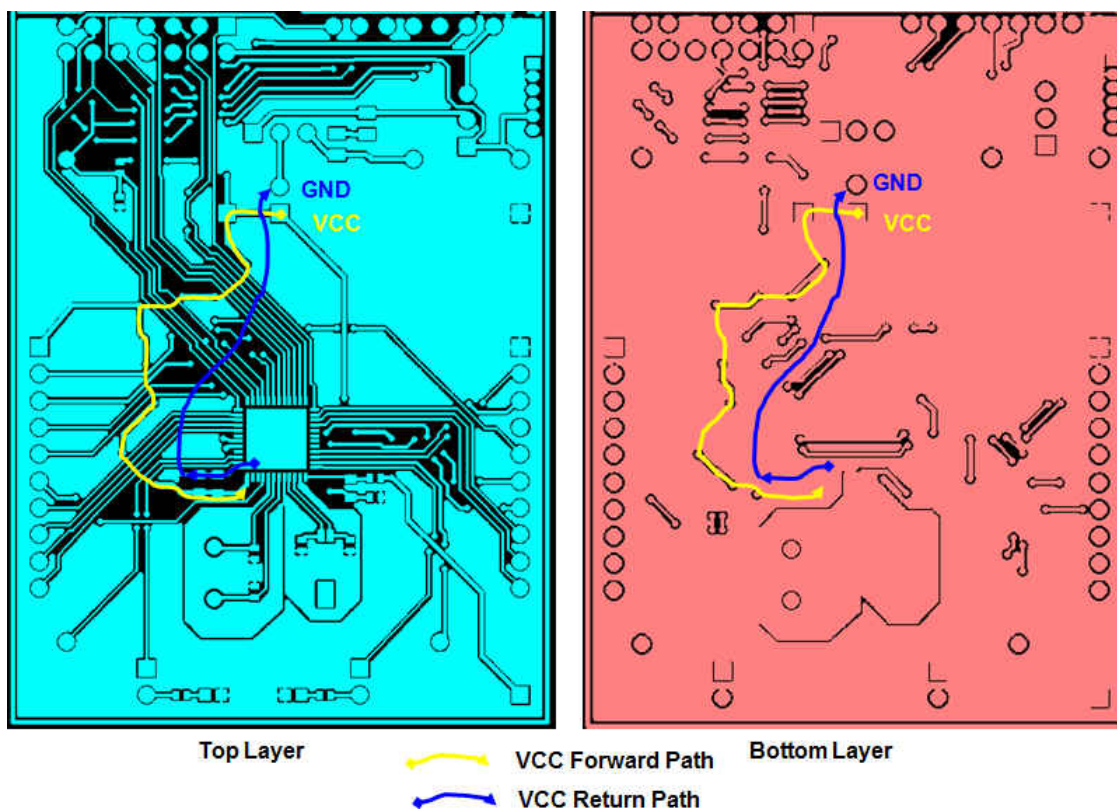 GND
VCC
GND
VCC
Top Layer
Bottom Layer
VCC Forward Path
VCC Return Path